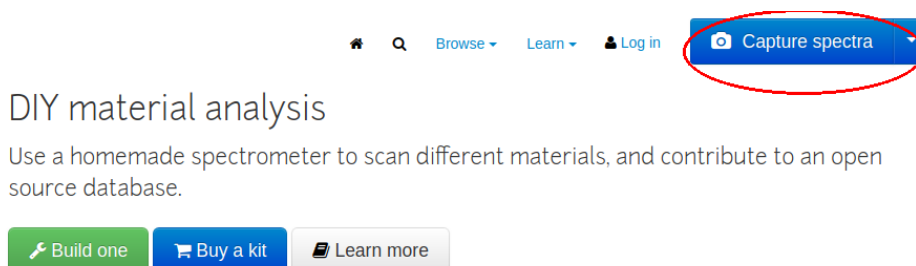 Browse Learn Log in Capture spectra
DIY material analysis
Use a homemade spectrometer to scan different materials, and contribute to an open
source database.
Build one Buy a kit Learn more